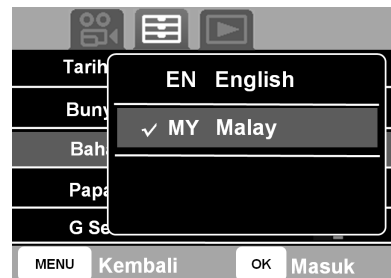 Tarih
EN English
Buny
✓ MY Malay
Baha
Papa
G Se
MENU Kembali OK Masuk